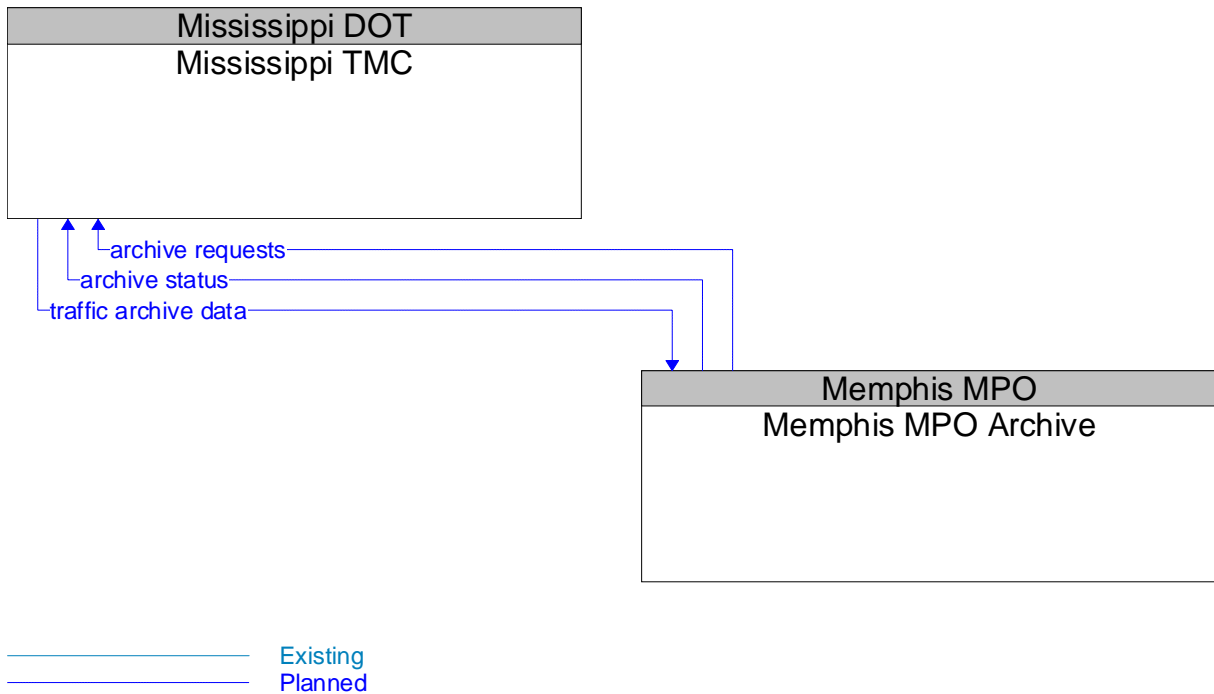 Mississippi DOT
Mississippi TMC
archive requests
archive status
traffic archive data
Memphis MPO
Memphis MPO Archive
Existing
Planned